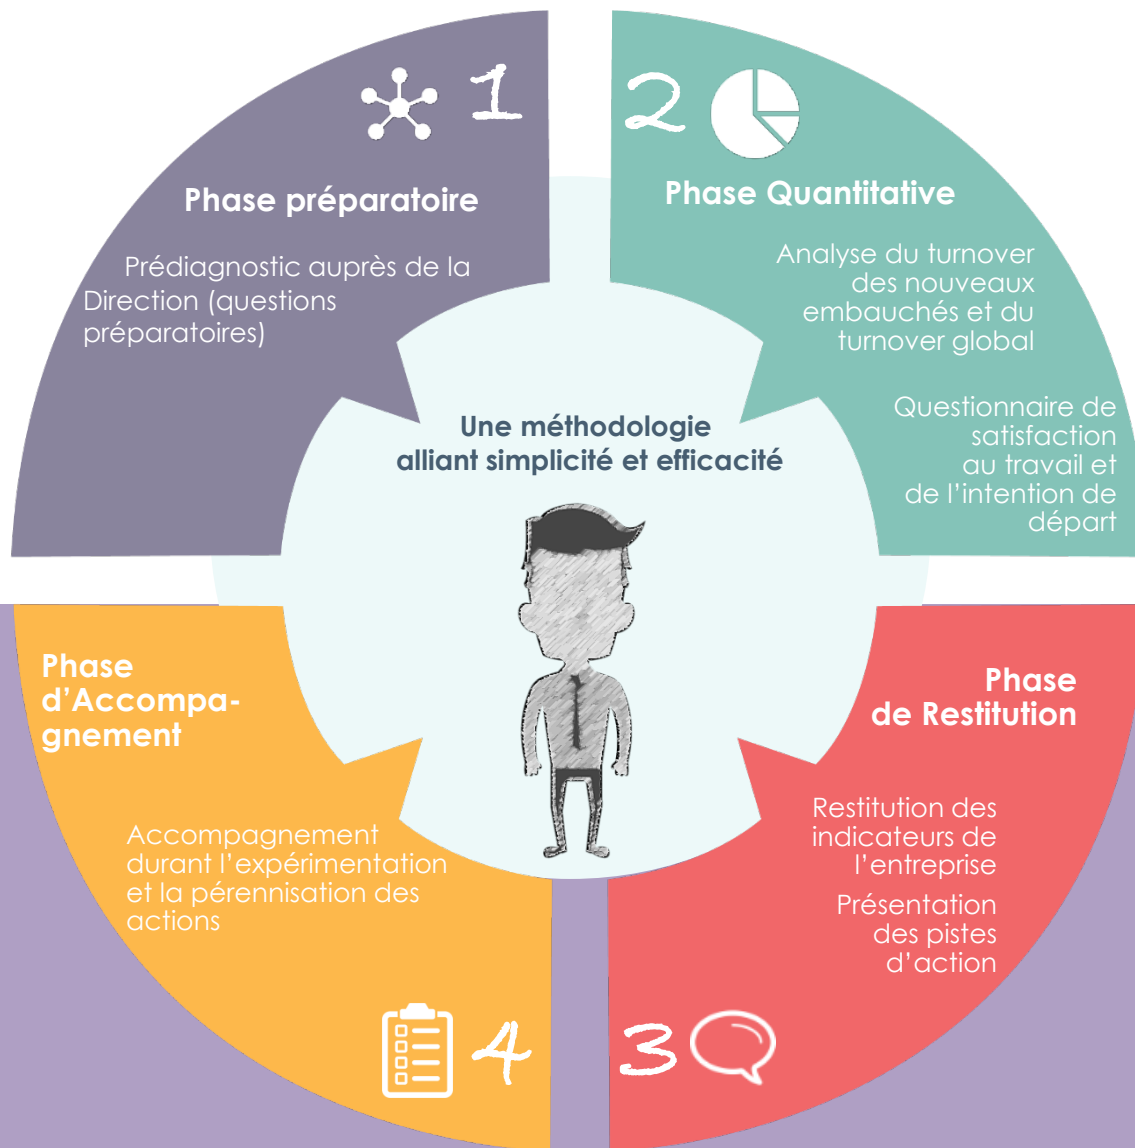 1
Phase préparatoire
Prédiagnostic auprès de la
Direction (questions
préparatoires)
2
Phase Quantitative
Analyse du turnover
des nouveaux
embauchés et du
turnover global
Questionnaire de
satisfaction
au travail et
de l'intention de
départ
Une méthodologie
alliant simplicité et efficacité
Phase
de Restitution
Restitution des
indicateurs de
l'entreprise
Présentation
des pistes
d'action
3
Phase
d'Accompa-
gnement
Accompagnement
durant l'expérimentation
et la pérennisation des
actions
4